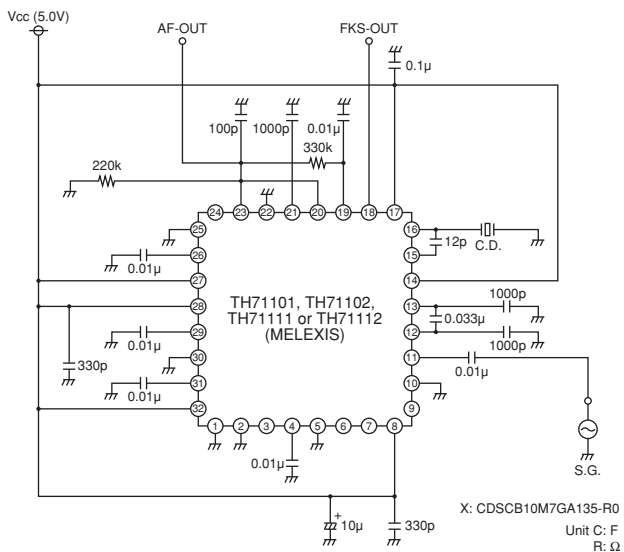 Vcc (5.0V)
AF-OUT
FKS-OUT
0.1µ
100p
1000p
0.01µ
330k
220k
24 23 22 21 20 19 18 17
25
26
27
28
29
30
31
32
16
15
14
13
12
11
10
9
1 2 3 4 5 6 7 8
12p
C.D.
0.01µ
TH71101, TH71102,
TH71111 or TH71112
(MELEXIS)
1000p
0.033µ
1000p
0.01µ
330p
0.01µ
0.01µ
0.01µ
S.G.
+
10µ
330p
X: CDSCB10M7GA135-R0
Unit C: F
R: Ω